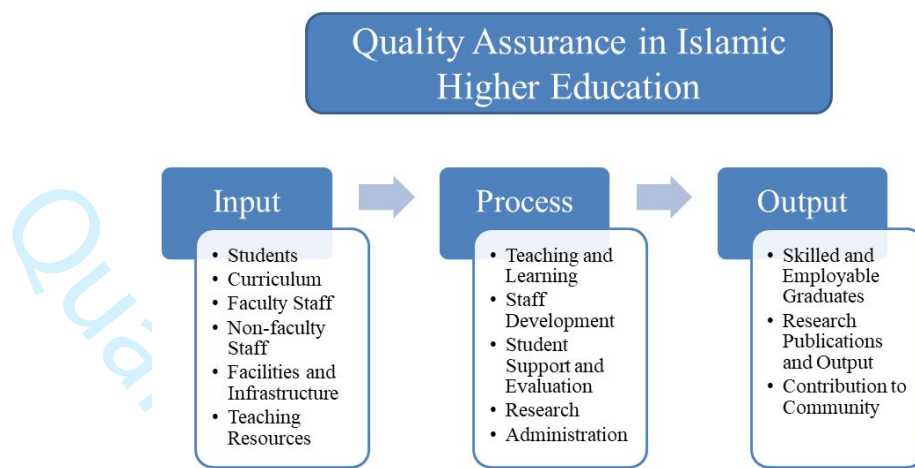 Quality Assurance in Islamic
Higher Education
Input
• Students
• Curriculum
• Faculty Staff
• Non-faculty
Staff
• Facilities and
Infrastructure
• Teaching
Resources
Process
• Teaching and
Learning
• Staff
Development
• Student
Support and
Evaluation
• Research
• Administration
Output
• Skilled and
Employable
Graduates
• Research
Publications
and Output
• Contribution to
Community